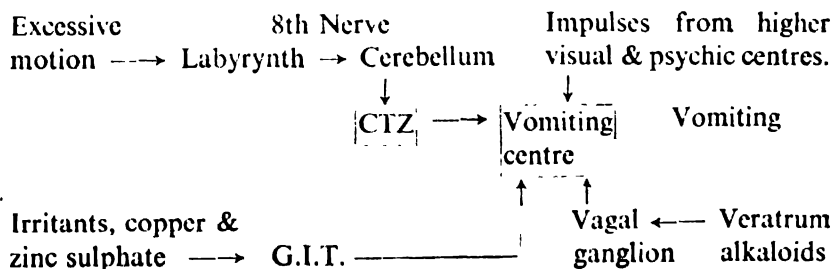 Excessive 8th Nerve Impulses from higher
motion ---→ Labyrynth → Cerebellum visual & psychic centres.
↓ ↓
CTZ → Vomiting Vomiting
centre
↑ ↑
Irritants, copper & Vagal ←— Veratrum
zinc sulphate —→ G.I.T. ganglion alkaloids